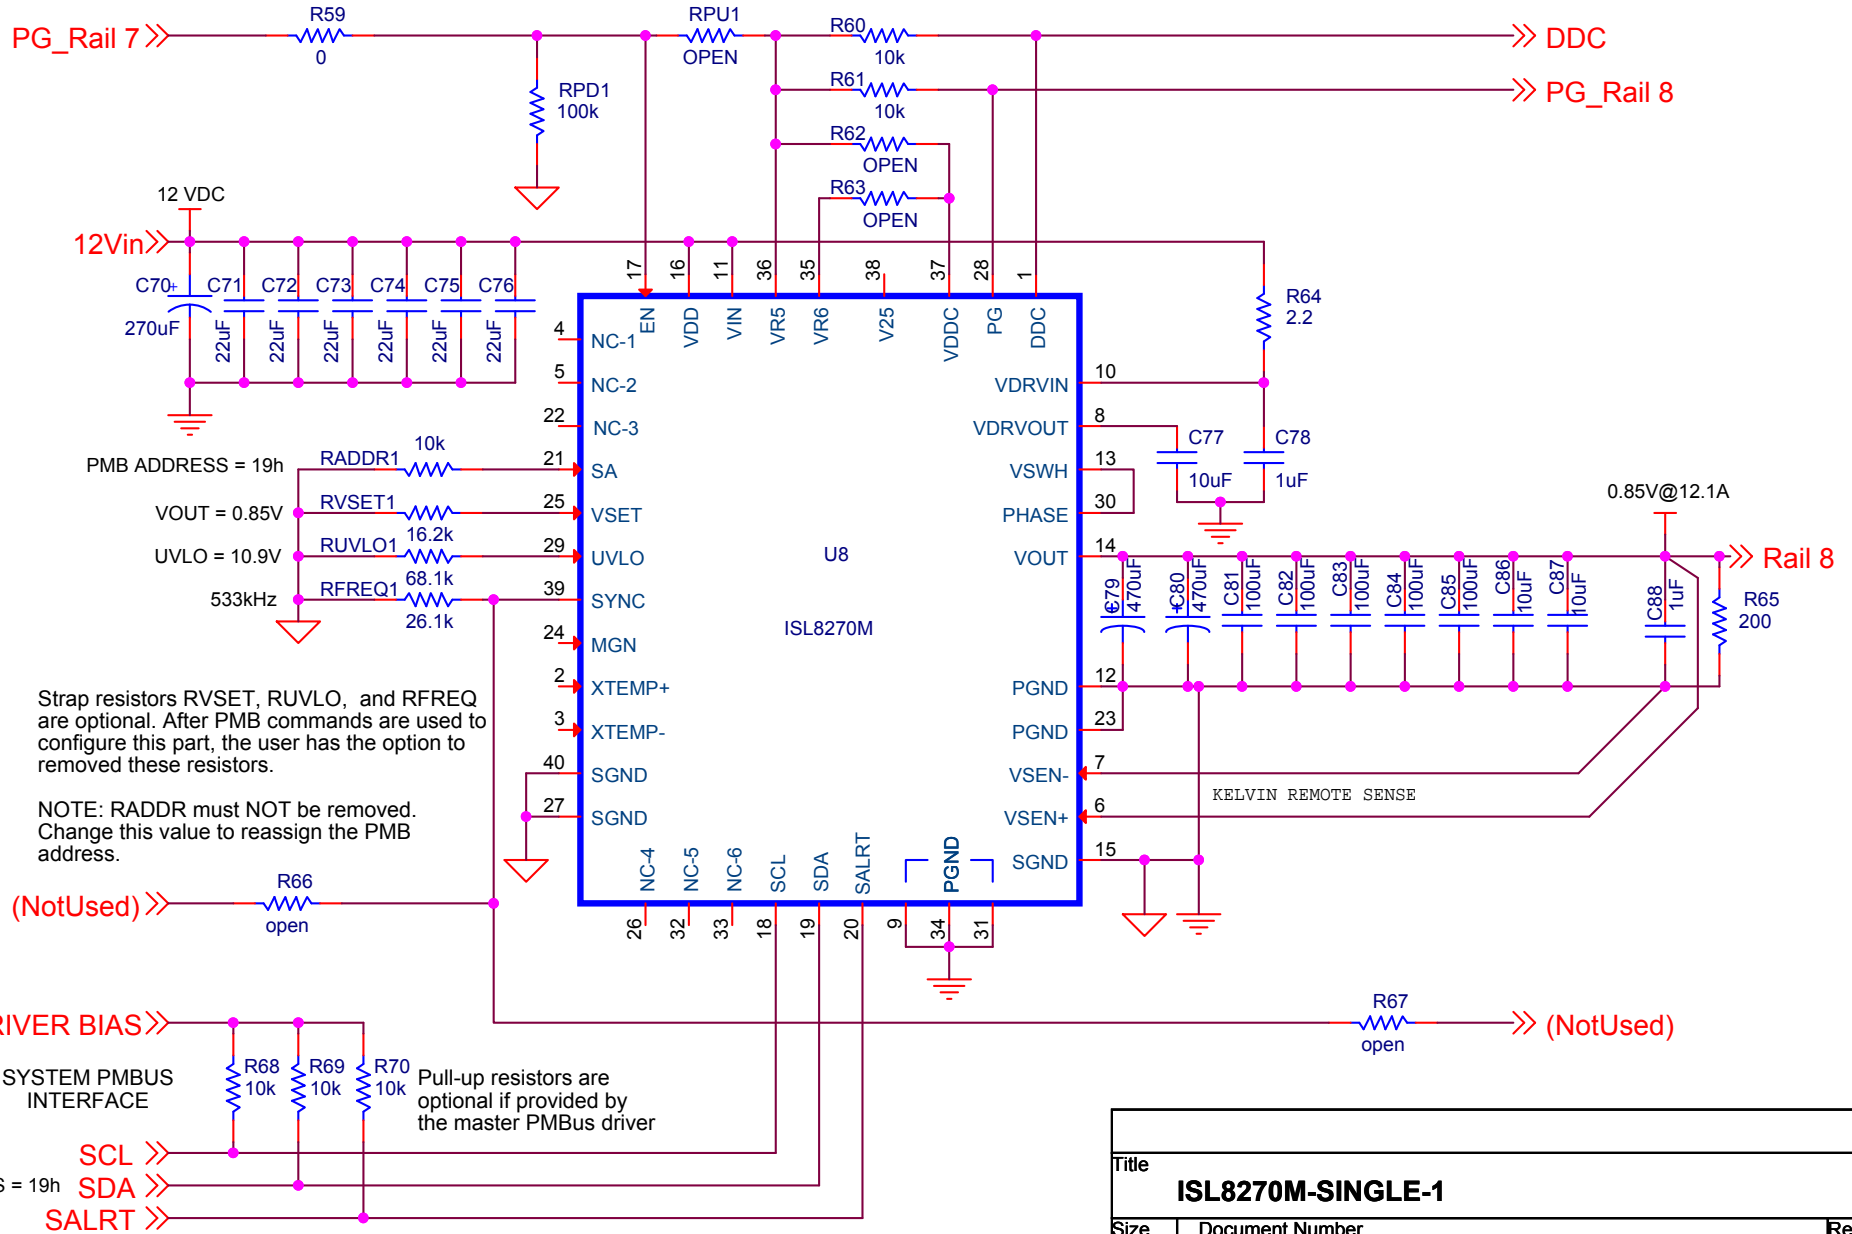 PG_Rail 7
R59
0
RPU1
OPEN
R60
10k
DDC
R61
10k
PG_Rail 8
RPD1
100k
R62
OPEN
R63
OPEN
12 VDC
12Vin
C70
+
270uF
C71
22uF
C72
22uF
C73
22uF
C74
22uF
C75
22uF
C76
22uF
17
16
11
36
35
38
37
28
1
EN
VDD
VIN
VR5
VR6
V25
VDDC
PG
DDC
R64
2.2
4
NC-1
5
NC-2
22
NC-3
21
SA
25
VSET
29
UVLO
39
SYNC
24
MGN
2
XTEMP+
3
XTEMP-
40
SGND
27
SGND
PMB ADDRESS = 19h
RADDR1
10k
VOUT = 0.85V
RVSET1
16.2k
UVLO = 10.9V
RUVLO1
68.1k
533kHz
RFREQ1
26.1k
U8
ISL8270M
VDRVIN
10
VDRVOUT
8
VSWH
13
PHASE
30
VOUT
14
PGND
12
PGND
23
VSEN-
7
VSEN+
6
SGND
15
C77
10uF
C78
1uF
0.85V@12.1A
Rail 8
C79
470uF
C80
470uF
C81
100uF
C82
100uF
C83
100uF
C84
100uF
C85
100uF
C86
10uF
C87
10uF
C88
1uF
R65
200
KELVIN REMOTE SENSE
Strap resistors RVSET, RUVLO, and RFREQ
are optional. After PMB commands are used to
configure this part, the user has the option to
removed these resistors.
NOTE: RADDR must NOT be removed.
Change this value to reassign the PMB
address.
NC-4
NC-5
NC-6
SCL
SDA
SALRT
PGND
26
32
33
18
19
20
9
34
31
(NotUsed)
R66
open
R67
open
(NotUsed)
RIVER BIAS
R68
10k
R69
10k
R70
10k
SYSTEM PMBUS
INTERFACE
Pull-up resistors are
optional if provided by
the master PMBus driver
SCL
S = 19h
SDA
SALRT
Title
ISL8270M-SINGLE-1
Size
Document Number
Re